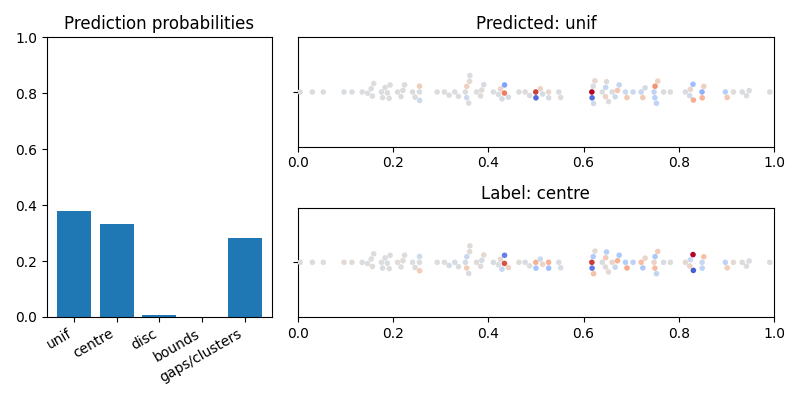 Prediction probabilities
1.0
0.8
0.6
0.4
0.2
0.0
unif
centre
disc
bounds
gaps/clusters
Predicted: unif
0.0 0.2 0.4 0.6 0.8 1.0
Label: centre
0.0 0.2 0.4 0.6 0.8 1.0